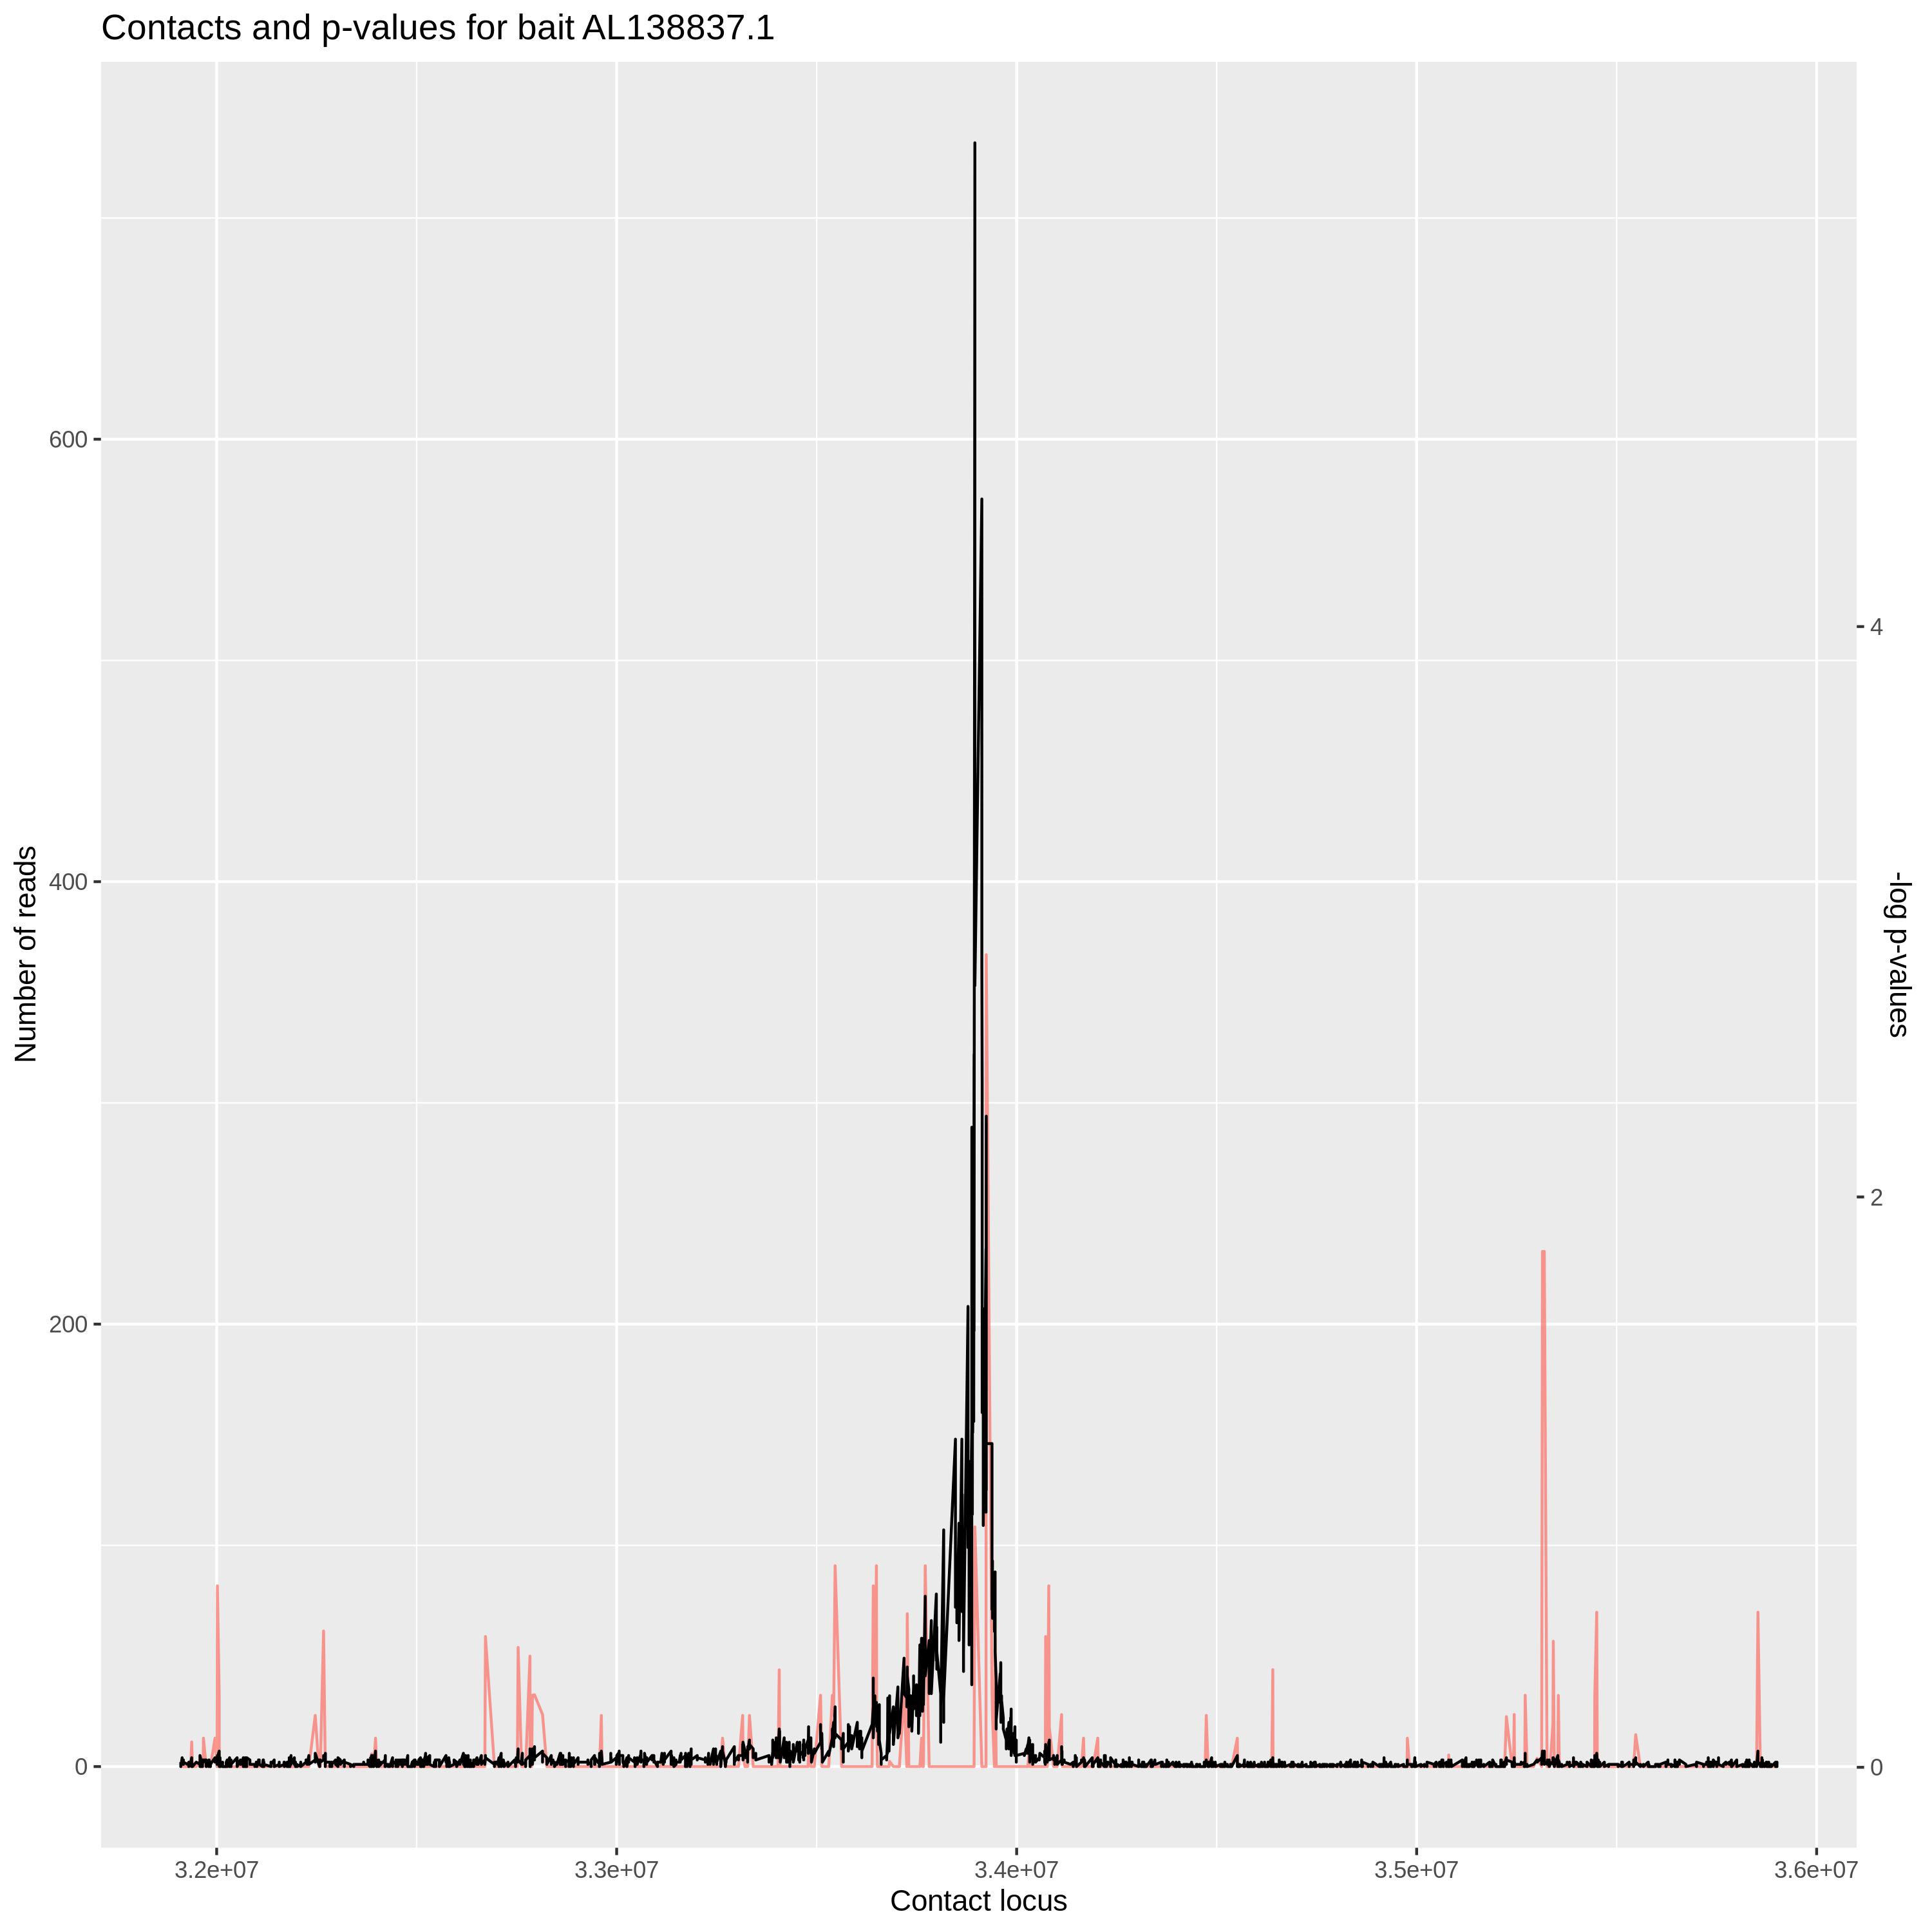 Contacts and p-values for bait AL138837.1
600
400
200
0
Number of reads
4
2
0
-log p-values
3.2e+07
3.3e+07
3.4e+07
3.5e+07
3.6e+07
Contact locus